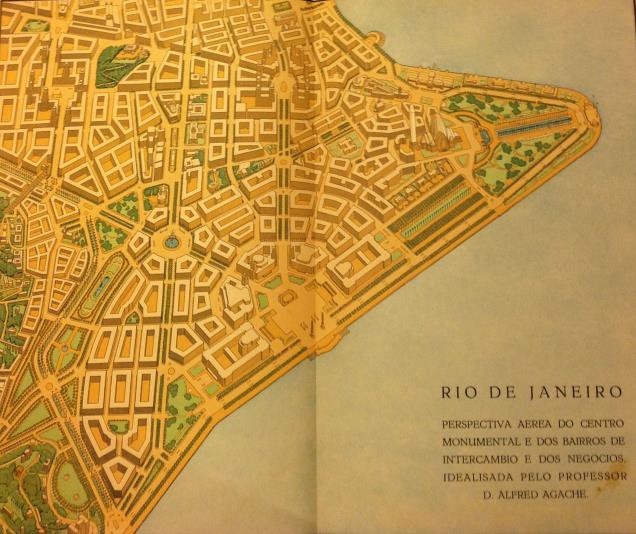 RIO DE JANEIRO
PERSPECTIVA AEREA DO CENTRO
MONUMENTAL E DOS BAIRROS DE
INTERCAMBIO E DOS NEGOCIOS,
IDEALISADA PELO PROFESSOR
D. ALFRED AGACHE.